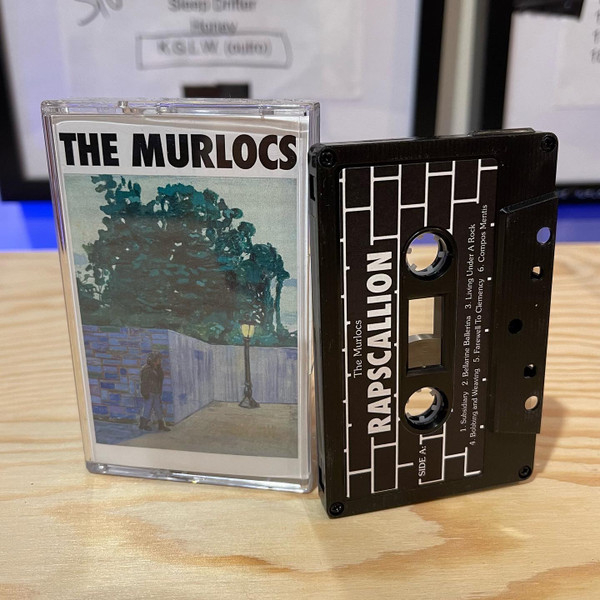 Sleep Drifter
Honey
K.G.L.W. (outro)
THE MURLOCS
The Murlocs
RAPSCALLION
SIDE A:
1. Subsidiary 2. Bellarine Ballerina 3. Living Under A Rock
4. Bobbing and Weaving 5. Farewell To Clemency 6. Compos Mentis